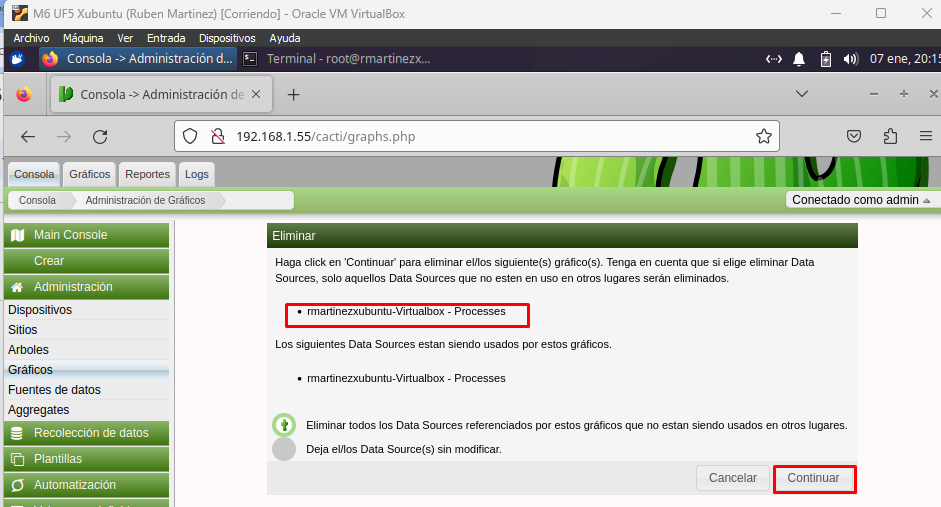 M6 UF5 Xubuntu (Ruben Martinez) [Corriendo] - Oracle VM VirtualBox
Archivo Máquina Ver Entrada Dispositivos Ayuda
Consola -> Administración d... Terminal - root@rmartinezx... 07 ene, 20:15
Consola -> Administración de
192.168.1.55/cacti/graphs.php
Consola Gráficos Reportes Logs
Consola Administración de Gráficos Conectado como admin
Main Console
Crear
Administración
Dispositivos
Sitios
Arboles
Gráficos
Fuentes de datos
Aggregates
Recolección de datos
Plantillas
Automatización
Eliminar
Haga click en 'Continuar' para eliminar el/los siguiente(s) gráfico(s). Tenga en cuenta que si elige eliminar Data
Sources, solo aquellos Data Sources que no esten en uso en otros lugares serán eliminados.
• rmartinezxubuntu-Virtualbox - Processes
Los siguientes Data Sources estan siendo usados por estos gráficos.
• rmartinezxubuntu-Virtualbox - Processes
Eliminar todos los Data Sources referenciados por estos gráficos que no estan siendo usados en otros lugares.
Deja el/los Data Source(s) sin modificar.
Cancelar Continuar